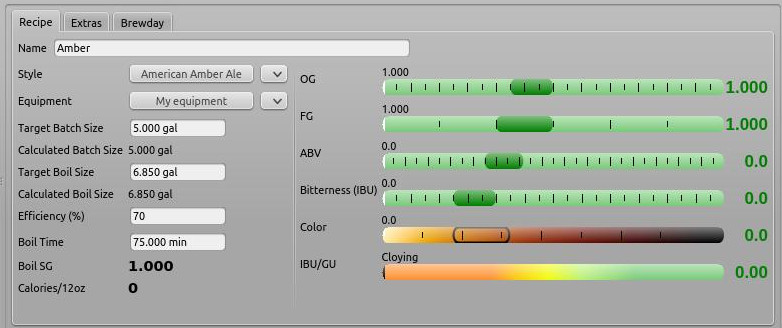 Recipe Extras Brewday
Name Amber
Style American Amber Ale
Equipment My equipment
Target Batch Size 5.000 gal
Calculated Batch Size 5.000 gal
Target Boil Size 6.850 gal
Calculated Boil Size 6.850 gal
Efficiency (%) 70
Boil Time 75.000 min
Boil SG 1.000
Calories/12oz 0
OG 1.000 1.000
FG 1.000 1.000
ABV 0.0 0.0
Bitterness (IBU) 0.0 0.0
Color 0.0 0.0
IBU/GU Cloying 0.00